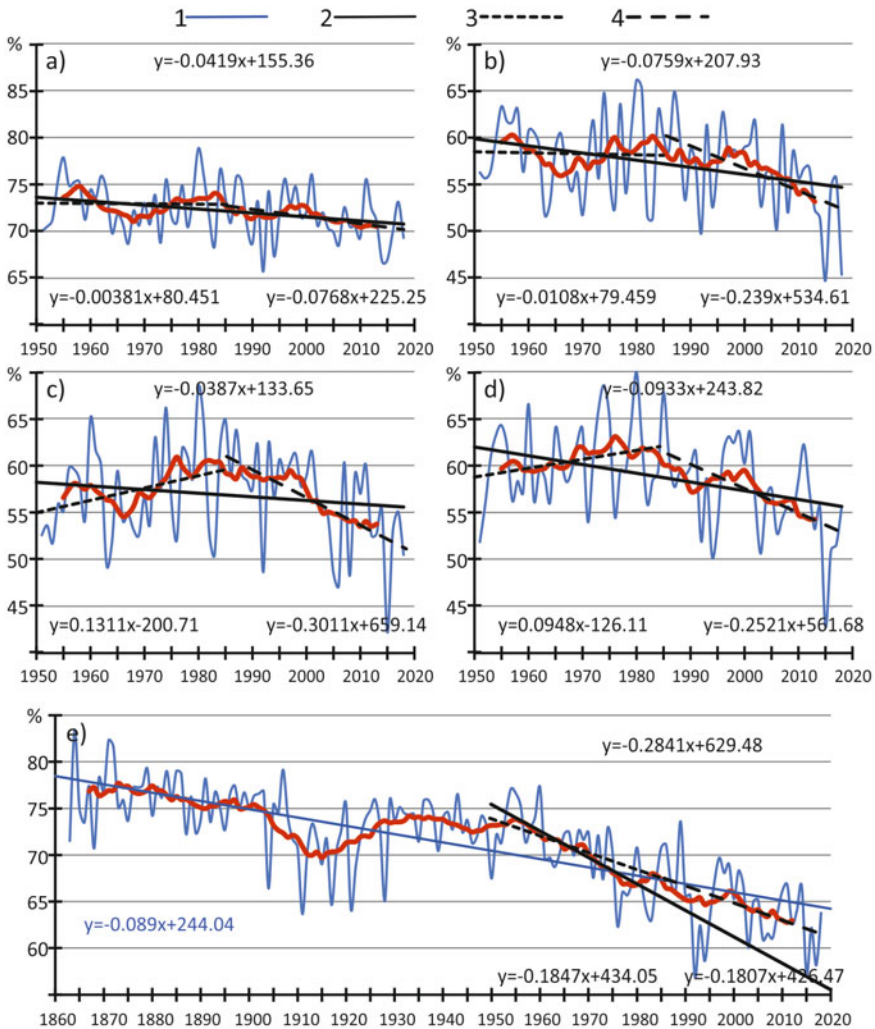 1 2 3 4
%
a)
y=-0.0419x+155.36
85
80
75
70
65
y=-0.00381x+80.451 y=-0.0768x+225.25
1950 1960 1970 1980 1990 2000 2010 2020
%
b)
y=-0.0759x+207.93
65
60
55
50
45
y=-0.0108x+79.459 y=-0.239x+534.61
1950 1960 1970 1980 1990 2000 2010 2020
%
c)
y=-0.0387x+133.65
65
60
55
50
45
y=0.1311x-200.71 y=-0.3011x+659.14
1950 1960 1970 1980 1990 2000 2010 2020
%
d)
y=-0.0933x+243.82
65
60
55
50
45
y=0.0948x-126.11 y=-0.2521x+561.68
1950 1960 1970 1980 1990 2000 2010 2020
%
e)
y=-0.2841x+629.48
80
75
70
65
60
y=-0.089+244.04
y=-0.1847x+434.05 y=-0.1807x+426.47
1860 1870 1880 1890 1900 1910 1920 1930 1940 1950 1960 1970 1980 1990 2000 2010 2020